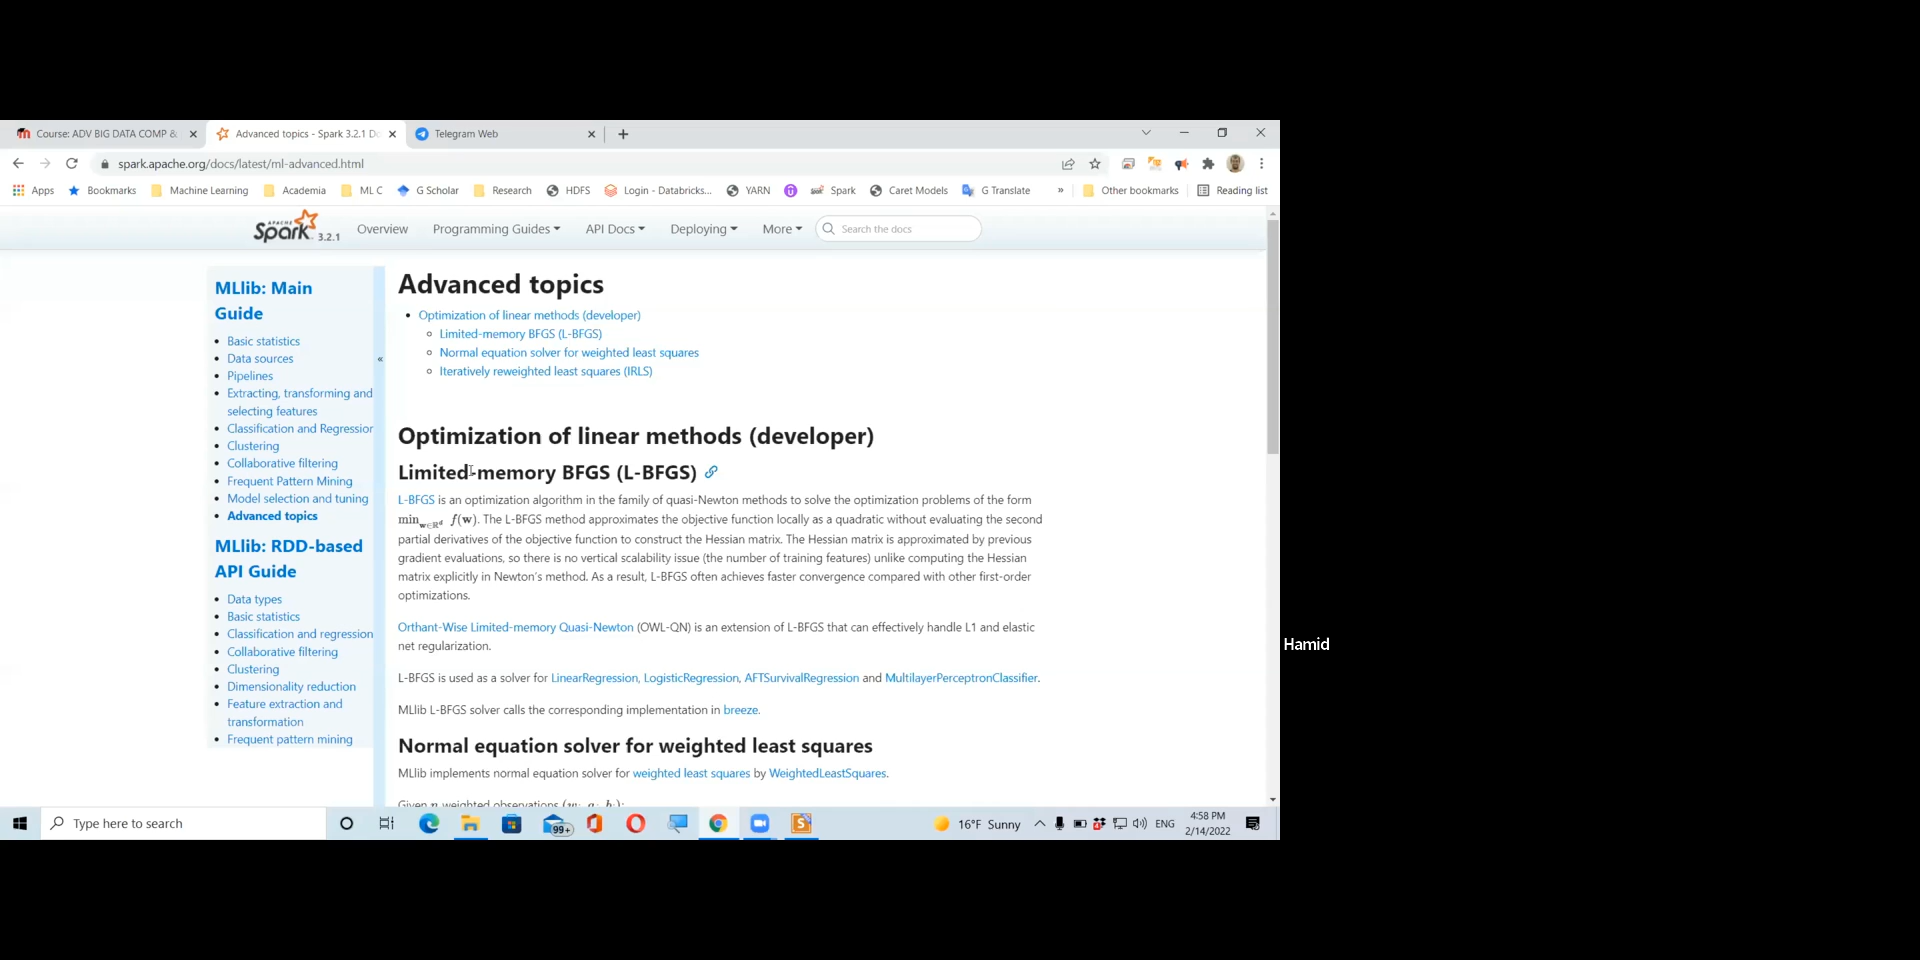 Course: ADV BIG DATA COMP &
Advanced topics - Spark 3.2.1 Do
Telegram Web
spark.apache.org/docs/latest/ml-advanced.html
Apps Bookmarks Machine Learning Academia ML C G Scholar Research HDFS Login - Databricks... YARN Spark Caret Models G Translate » Other bookmarks Reading list
APACHE Spark 3.2.1 Overview Programming Guides API Docs Deploying More Search the docs
MLlib: Main
Guide
Basic statistics
Data sources
Pipelines
Extracting, transforming and
selecting features
Classification and Regression
Clustering
Collaborative filtering
Frequent Pattern Mining
Model selection and tuning
Advanced topics
MLlib: RDD-based
API Guide
Data types
Basic statistics
Classification and regression
Collaborative filtering
Clustering
Dimensionality reduction
Feature extraction and
transformation
Frequent pattern mining
«
Advanced topics
Optimization of linear methods (developer)
Limited-memory BFGS (L-BFGS)
Normal equation solver for weighted least squares
Iteratively reweighted least squares (IRLS)
Optimization of linear methods (developer)
Limited-memory BFGS (L-BFGS)
L-BFGS is an optimization algorithm in the family of quasi-Newton methods to solve the optimization problems of the form
min w∈ℝᵈ f(w). The L-BFGS method approximates the objective function locally as a quadratic without evaluating the second
partial derivatives of the objective function to construct the Hessian matrix. The Hessian matrix is approximated by previous
gradient evaluations, so there is no vertical scalability issue (the number of training features) unlike computing the Hessian
matrix explicitly in Newton's method. As a result, L-BFGS often achieves faster convergence compared with other first-order
optimizations.
Orthant-Wise Limited-memory Quasi-Newton (OWL-QN) is an extension of L-BFGS that can effectively handle L1 and elastic
net regularization.
L-BFGS is used as a solver for LinearRegression, LogisticRegression, AFTSurvivalRegression and MultilayerPerceptronClassifier.
MLlib L-BFGS solver calls the corresponding implementation in breeze.
Normal equation solver for weighted least squares
MLlib implements normal equation solver for weighted least squares by WeightedLeastSquares.
Given n weighted observations (wᵢ, aᵢ, bᵢ):
Hamid
Type here to search
99+
16°F Sunny
ENG
4:58 PM
2/14/2022